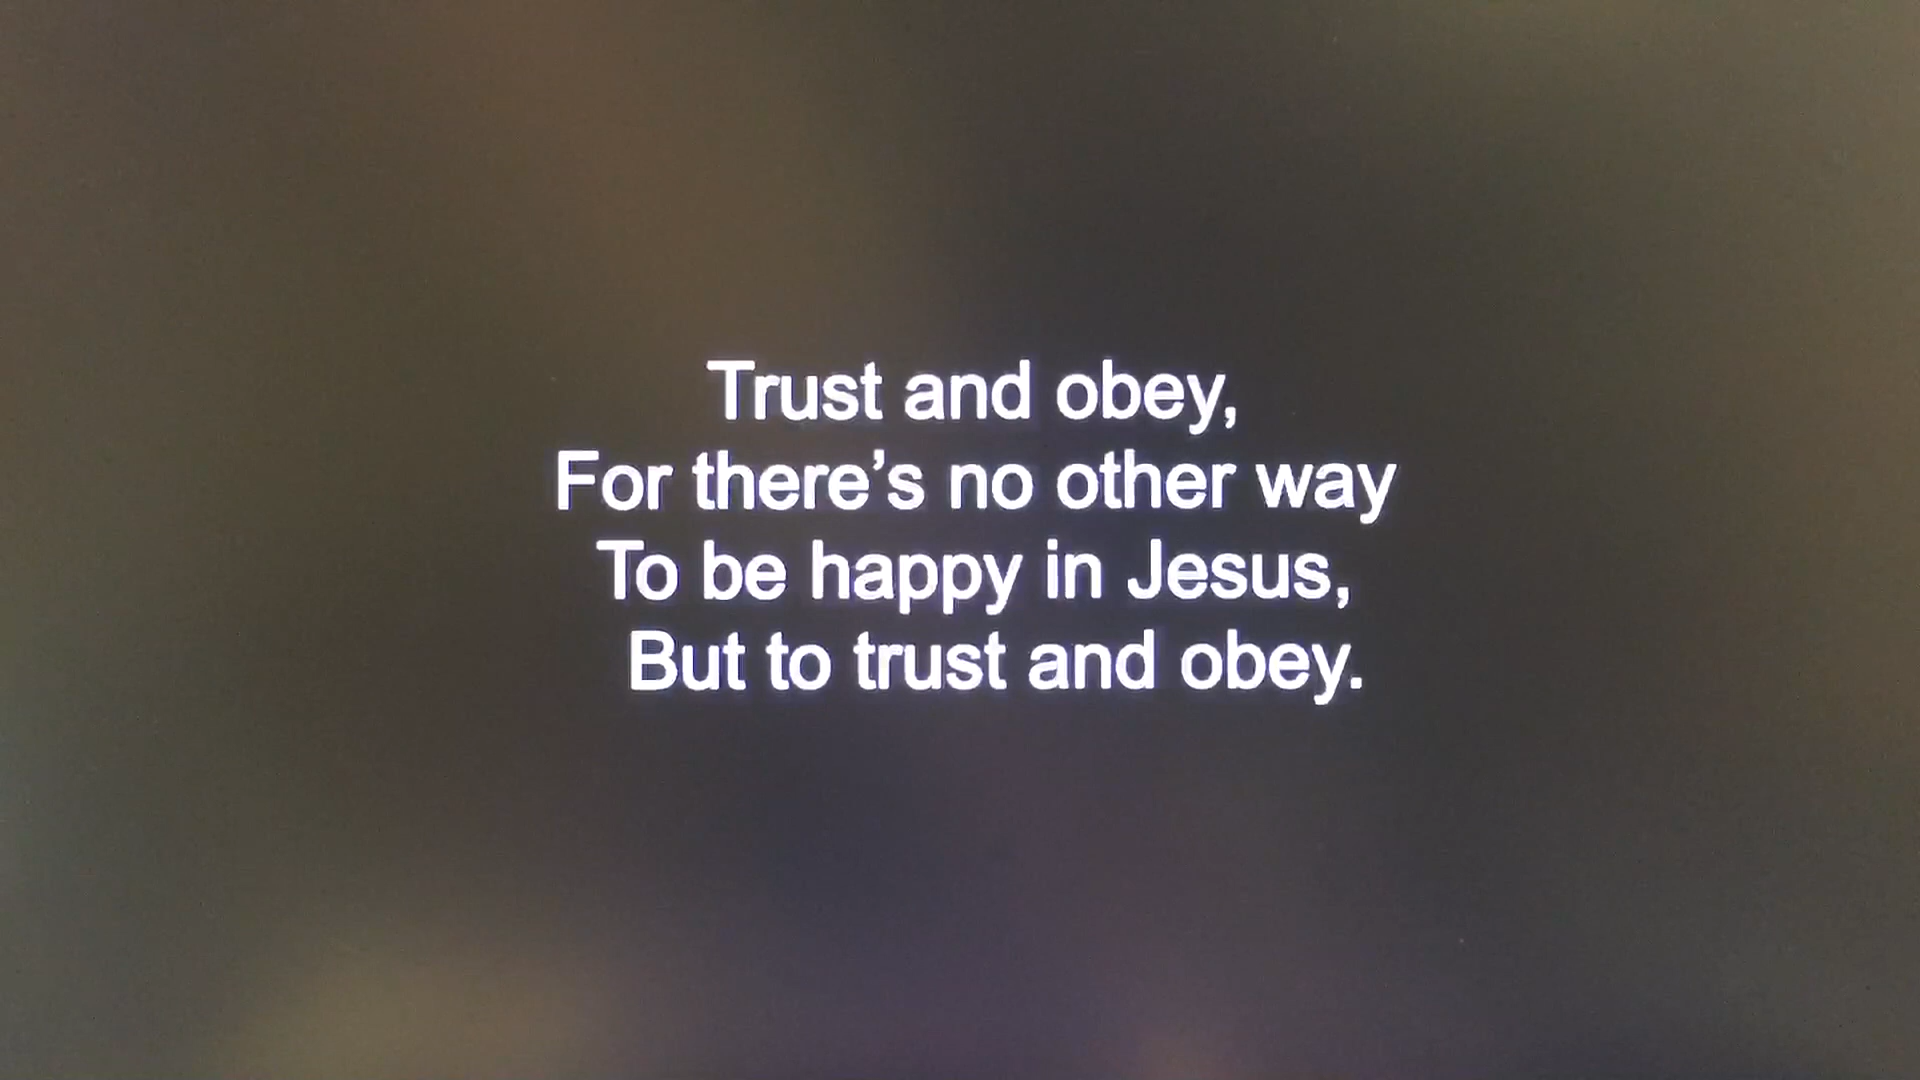 Trust and obey,
For there’s no other way
To be happy in Jesus,
But to trust and obey.